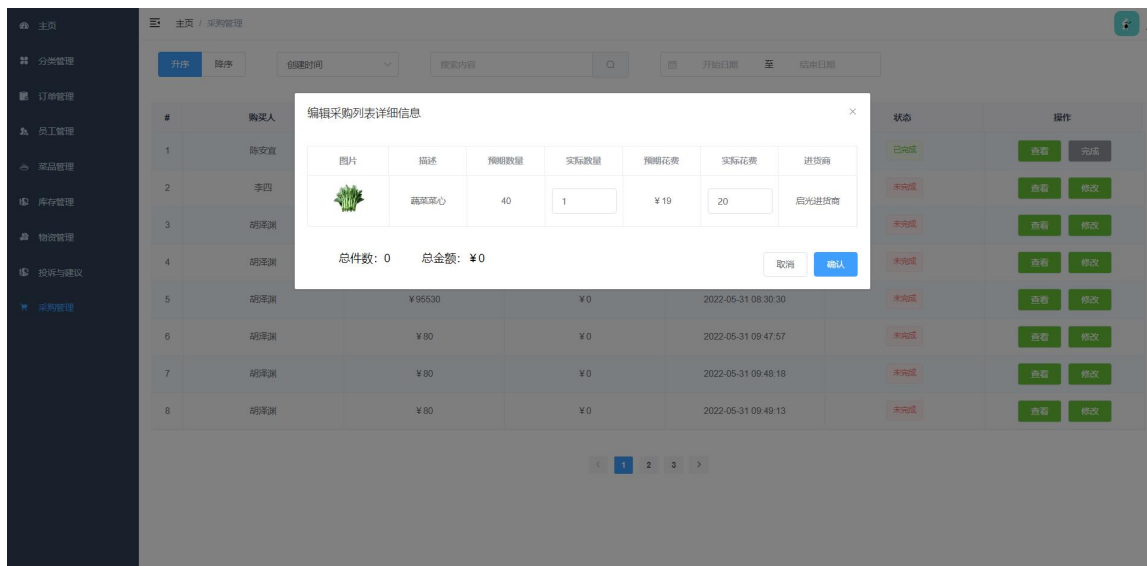 主页
分类管理
订单管理
员工管理
菜品管理
库存管理
物资管理
投诉与建议
采购管理
主页 / 采购管理
升序 降序 创建时间 搜索内容 开始日期 至 结束日期
# 购买人 状态 操作
1 陈安宜 已完成 查看 完成
2 李四 未完成 查看 修改
3 胡泽渊 未完成 查看 修改
4 胡泽渊 未完成 查看 修改
编辑采购列表详细信息
图片 描述 预期数量 实际数量 预期花费 实际花费 进货商
蔬菜菜心 40 1 ¥ 19 20 启光进货商
总件数：0 总金额：¥0
取消 确认
5 胡泽渊 ¥ 95530 ¥ 0 2022-05-31 08:30:30 未完成 查看 修改
6 胡泽渊 ¥ 80 ¥ 0 2022-05-31 09:47:57 未完成 查看 修改
7 胡泽渊 ¥ 80 ¥ 0 2022-05-31 09:48:18 未完成 查看 修改
8 胡泽渊 ¥ 80 ¥ 0 2022-05-31 09:49:13 未完成 查看 修改
1 2 3